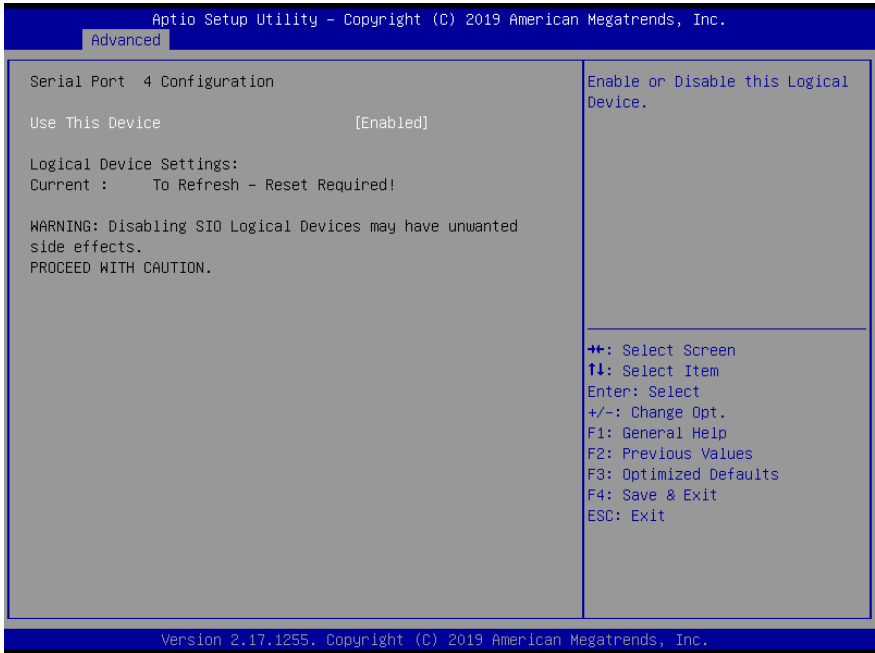 Aptio Setup Utility – Copyright (C) 2019 American Megatrends, Inc.
Advanced
Serial Port 4 Configuration
Use This Device [Enabled]
Logical Device Settings:
Current : To Refresh – Reset Required!
WARNING: Disabling SIO Logical Devices may have unwanted
side effects.
PROCEED WITH CAUTION.
Enable or Disable this Logical
Device.
→←: Select Screen
↑↓: Select Item
Enter: Select
+/-: Change Opt.
F1: General Help
F2: Previous Values
F3: Optimized Defaults
F4: Save & Exit
ESC: Exit
Version 2.17.1255. Copyright (C) 2019 American Megatrends, Inc.